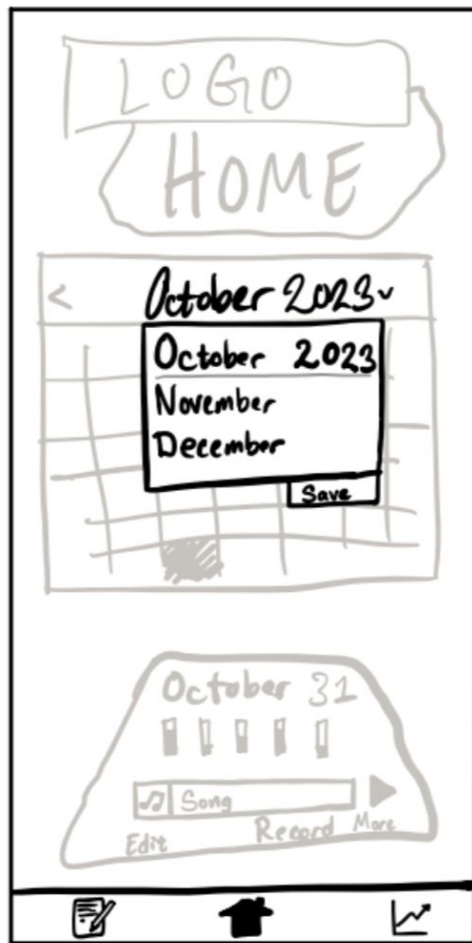 LOGO
HOME
< October 2023
October 2023
November
December
Save
October 31
Song
Edit Record More